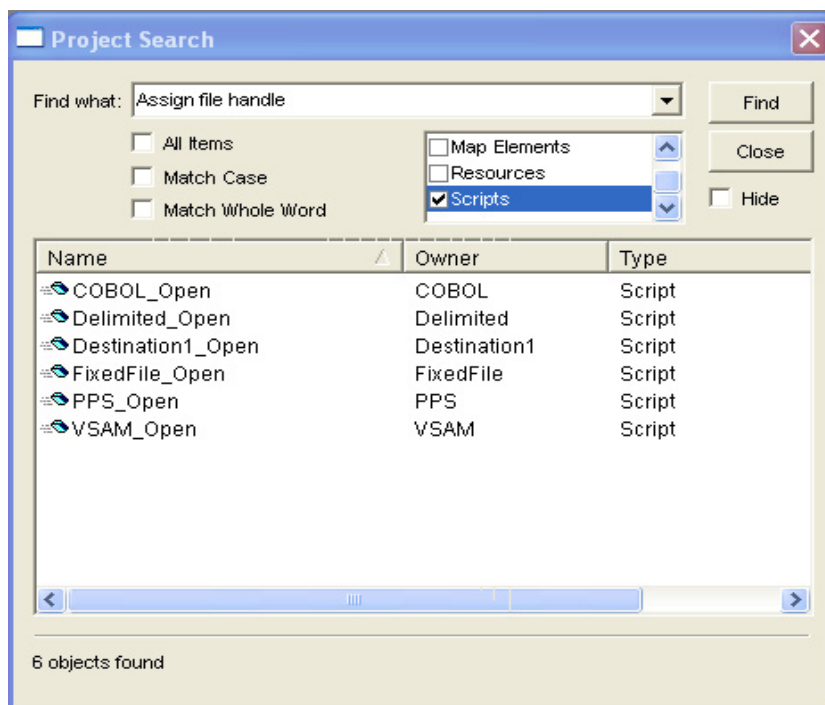 Project Search
Find what: Assign file handle Find
All Items Map Elements Close
Match Case Resources
Match Whole Word Scripts Hide
Name Owner Type
COBOL_Open COBOL Script
Delimited_Open Delimited Script
Destination1_Open Destination1 Script
FixedFile_Open FixedFile Script
PPS_Open PPS Script
VSAM_Open VSAM Script
6 objects found